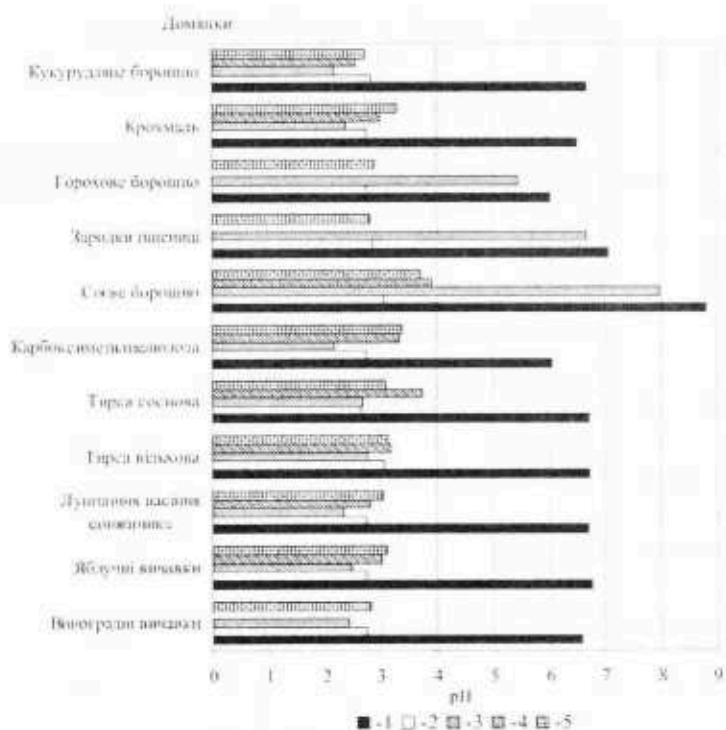 Домішки
Кукурудзяне борошно
Крохмаль
Горохове борошно
Зародки пшениці
Соєве борошно
Карбоксиметилцелюлоза
Тирса соснова
Тирса вільхова
Лушпиння насіння
соняшника
Яблучні вичавки
Виноградні вичавки
0 1 2 3 4 5 6 7 8 9
pH
-1 -2 -3 -4 -5